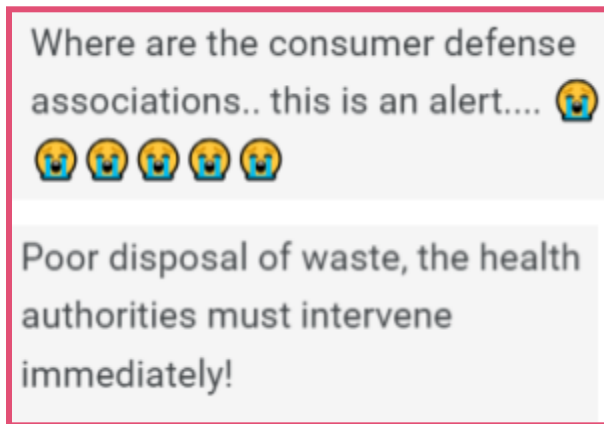 Where are the consumer defense
associations.. this is an alert.... 😭
😭😭😭😭😭
Poor disposal of waste, the health
authorities must intervene
immediately!